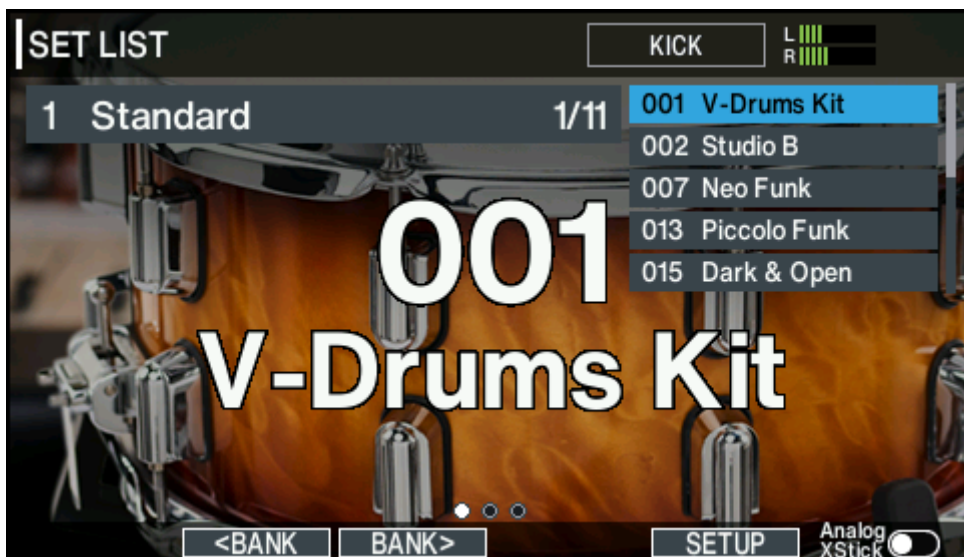 SET LIST
KICK
L
R
1 Standard 1/11
001 V-Drums Kit
002 Studio B
007 Neo Funk
013 Piccolo Funk
015 Dark & Open
001
V-Drums Kit
<BANK
BANK>
SETUP
Analog
XStick